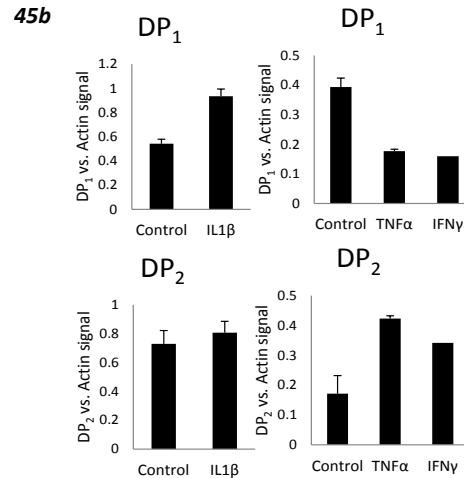 45b
DP1
DP1 vs. Actin signal
1.2
1
0.8
0.6
0.4
0.2
0
Control IL1β
DP1
DP1 vs. Actin signal
0.5
0.4
0.3
0.2
0.1
0
Control TNFα IFNγ
DP2
DP2 vs. Actin signal
1
0.8
0.6
0.4
0.2
0
Control IL1β
DP2
DP2 vs. Actin signal
0.5
0.4
0.3
0.2
0.1
0
Control TNFα IFNγ